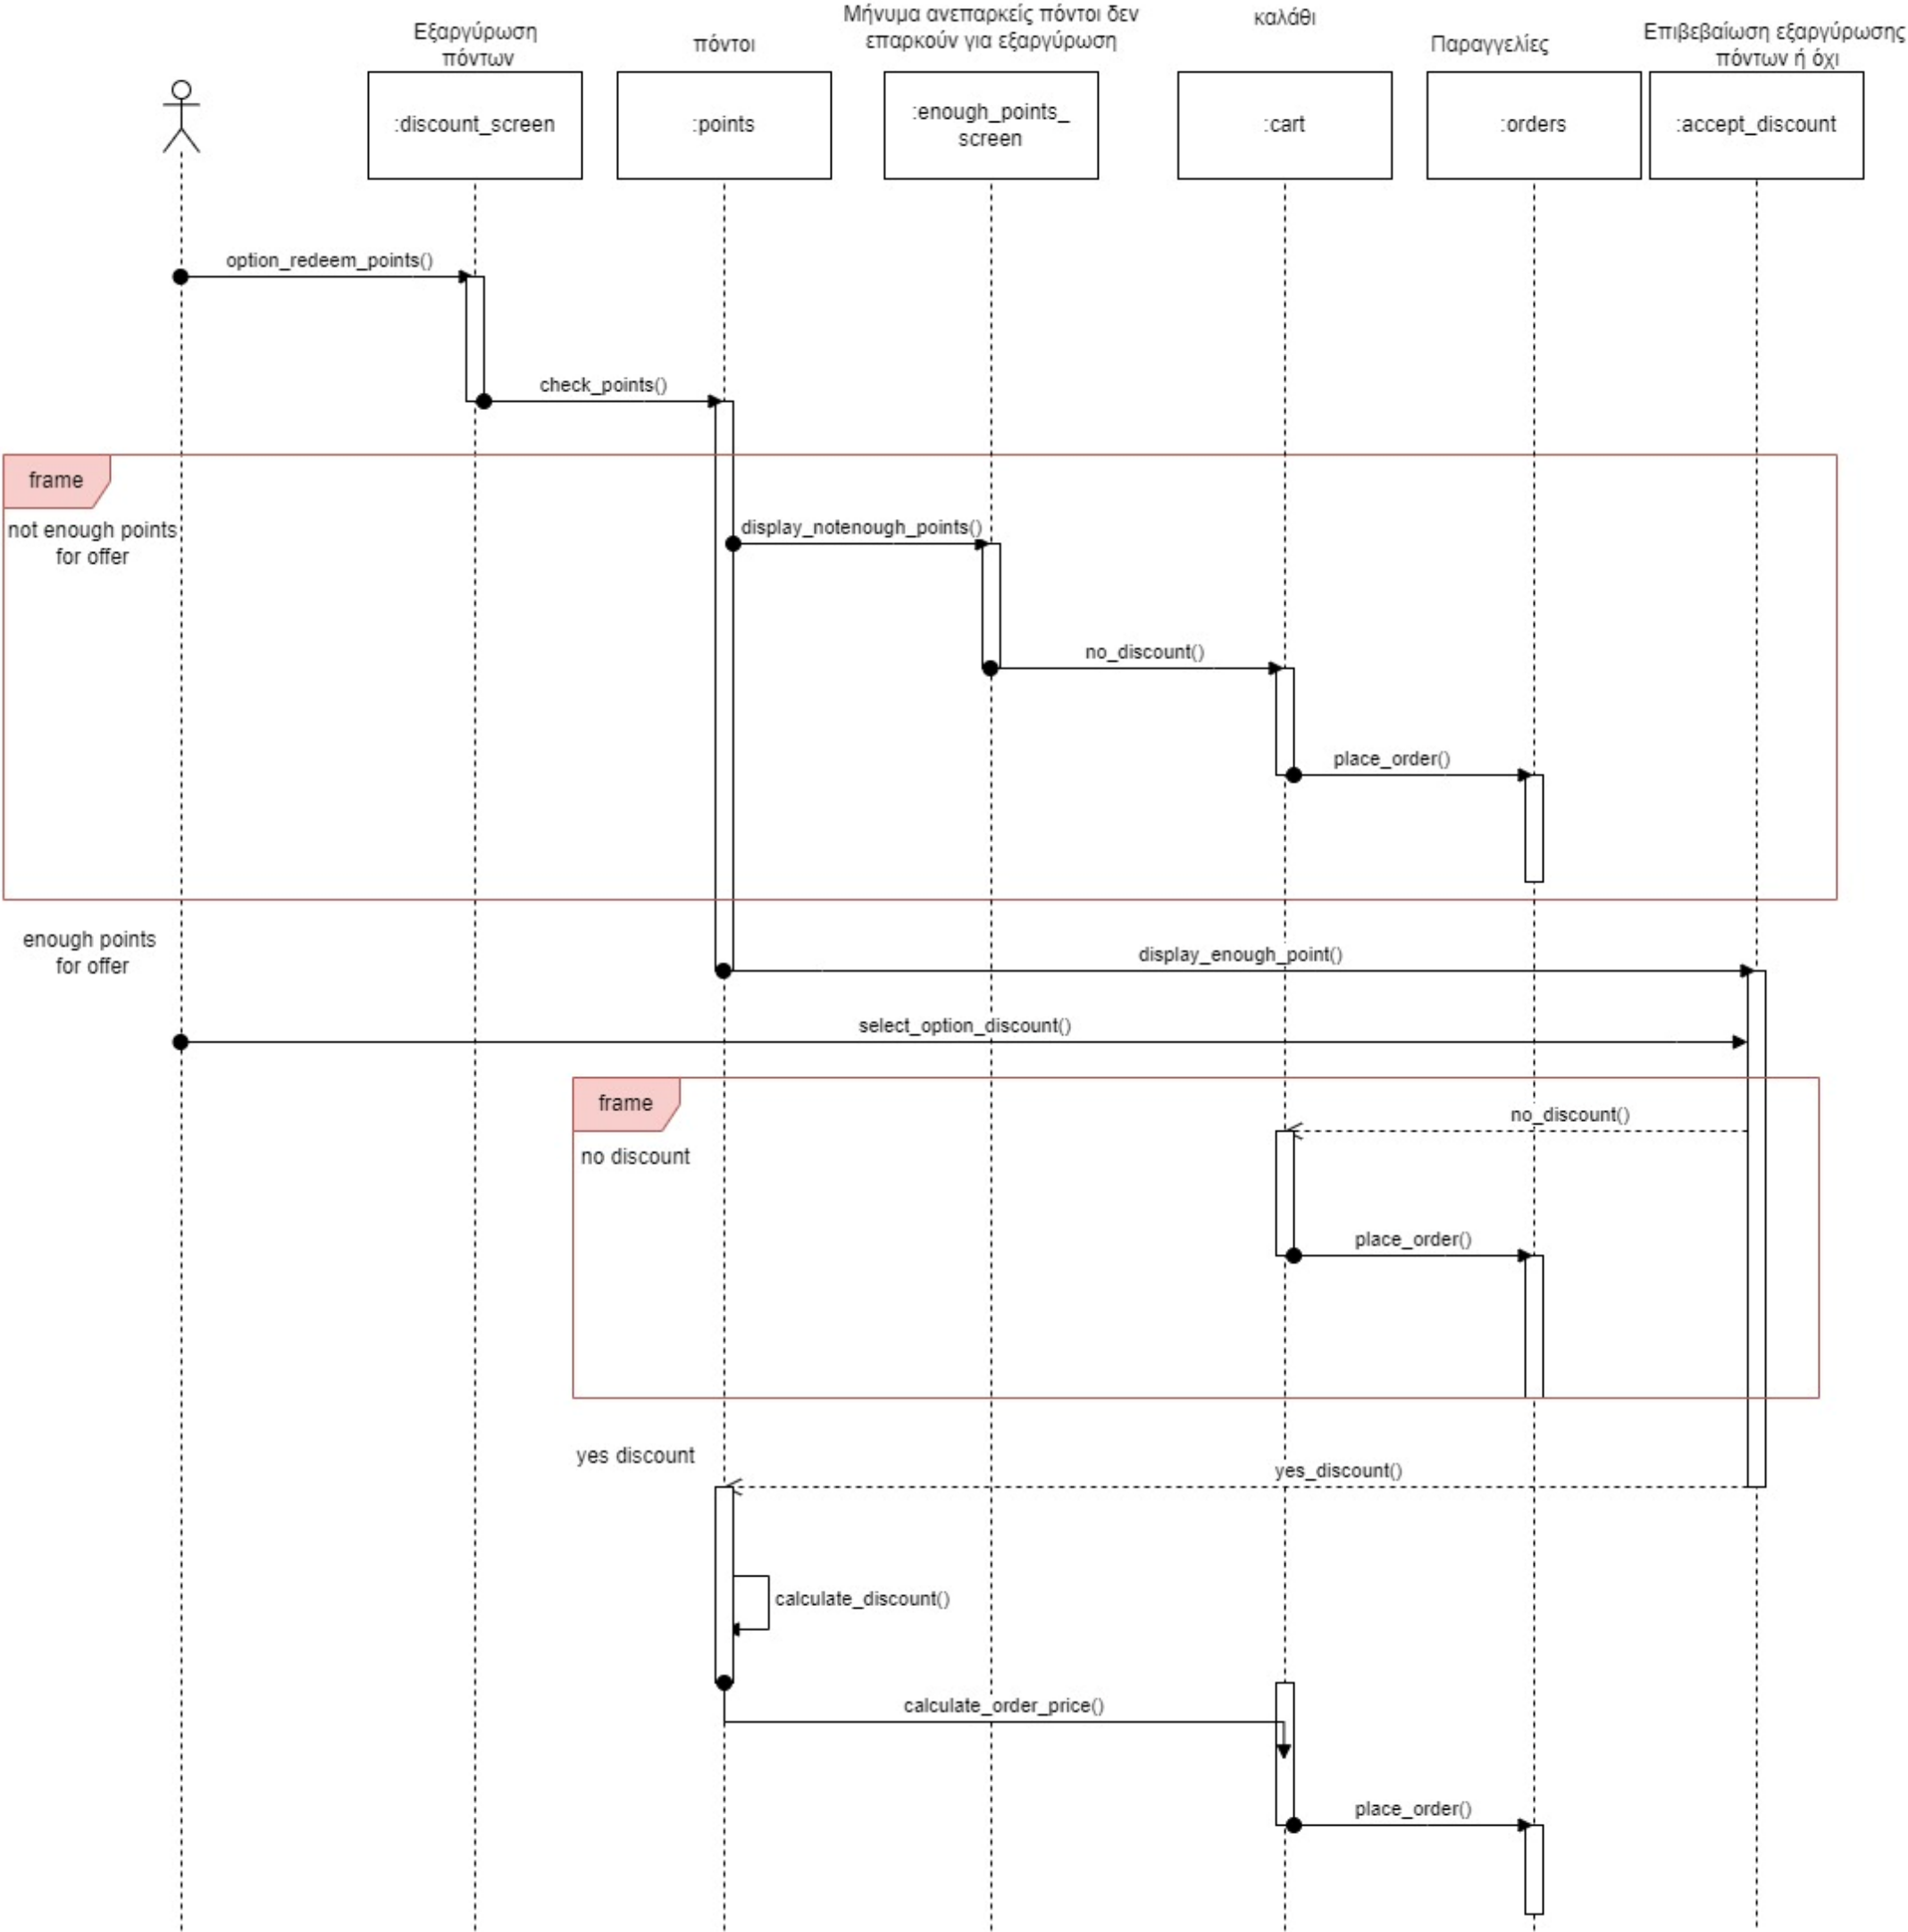 Εξαργύρωση
πόντων
πόντοι
Μήνυμα ανεπαρκείς πόντοι δεν
επαρκούν για εξαργύρωση
καλάθι
Παραγγελίες
Επιβεβαίωση εξαργύρωσης
πόντων ή όχι
:discount_screen
:points
:enough_points_
screen
:cart
:orders
:accept_discount
option_redeem_points()
check_points()
frame
not enough points
for offer
display_notenough_points()
no_discount()
place_order()
enough points
for offer
display_enough_point()
select_option_discount()
frame
no discount
no_discount()
place_order()
yes discount
yes_discount()
calculate_discount()
calculate_order_price()
place_order()